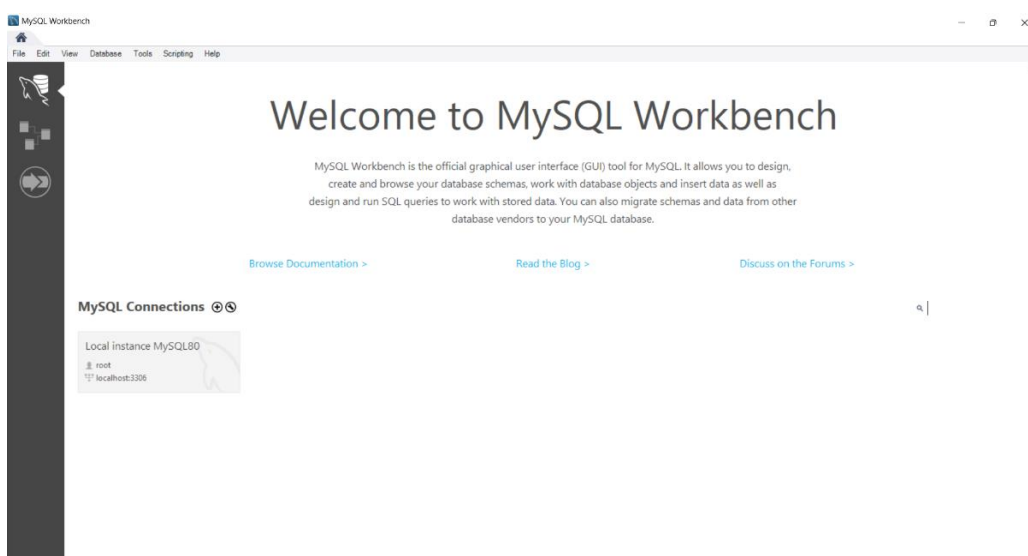 MySQL Workbench
File Edit View Database Tools Scripting Help
Welcome to MySQL Workbench
MySQL Workbench is the official graphical user interface (GUI) tool for MySQL. It allows you to design,
create and browse your database schemas, work with database objects and insert data as well as
design and run SQL queries to work with stored data. You can also migrate schemas and data from other
database vendors to your MySQL database.
Browse Documentation > Read the Blog > Discuss on the Forums >
MySQL Connections
Local instance MySQL80
root
localhost:3306